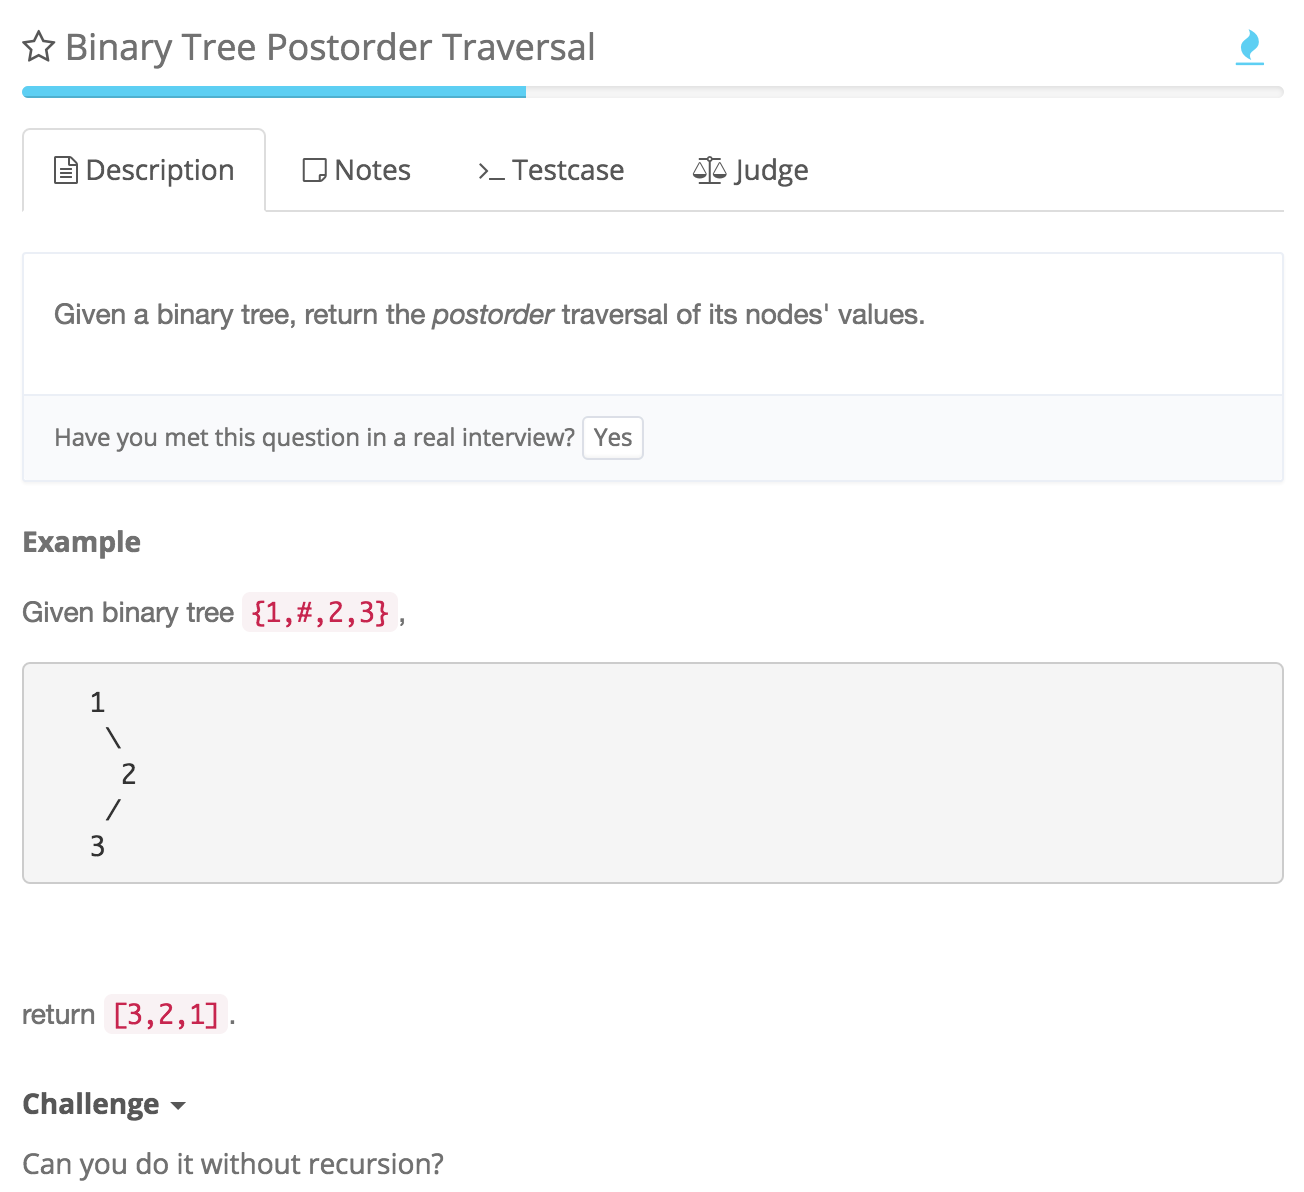 Binary Tree Postorder Traversal
Description Notes >_ Testcase Judge
Given a binary tree, return the postorder traversal of its nodes' values.
Have you met this question in a real interview? Yes
Example
Given binary tree {1,#,2,3},
1
\
2
/
3
return [3,2,1].
Challenge
Can you do it without recursion?